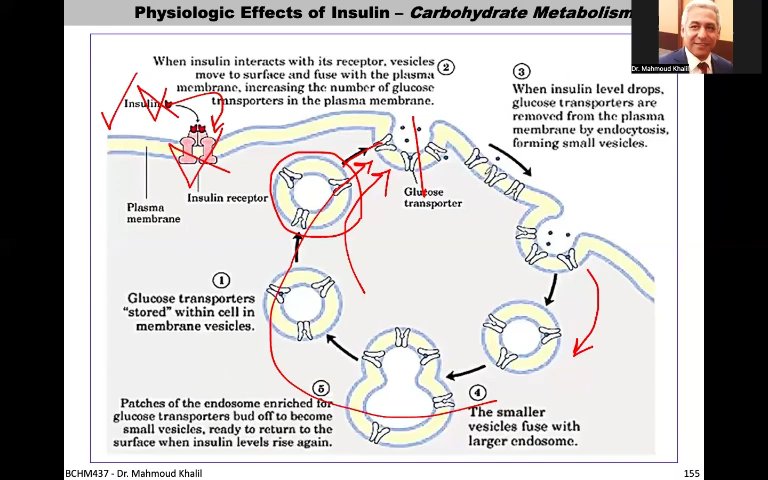 Physiologic Effects of Insulin – Carbohydrate Metabolism
Dr. Mahmoud Khalil
When insulin interacts with its receptor, vesicles
move to surface and fuse with the plasma
membrane, increasing the number of glucose
transporters in the plasma membrane.
2
3
When insulin level drops,
glucose transporters are
removed from the plasma
membrane by endocytosis,
forming small vesicles.
Insulin
Plasma
membrane
Insulin receptor
Glucose
transporter
1
Glucose transporters
"stored" within cell in
membrane vesicles.
5
Patches of the endosome enriched for
glucose transporters bud off to become
small vesicles, ready to return to the
surface when insulin levels rise again.
4
The smaller
vesicles fuse with
larger endosome.
BCHM437 - Dr. Mahmoud Khalil
155